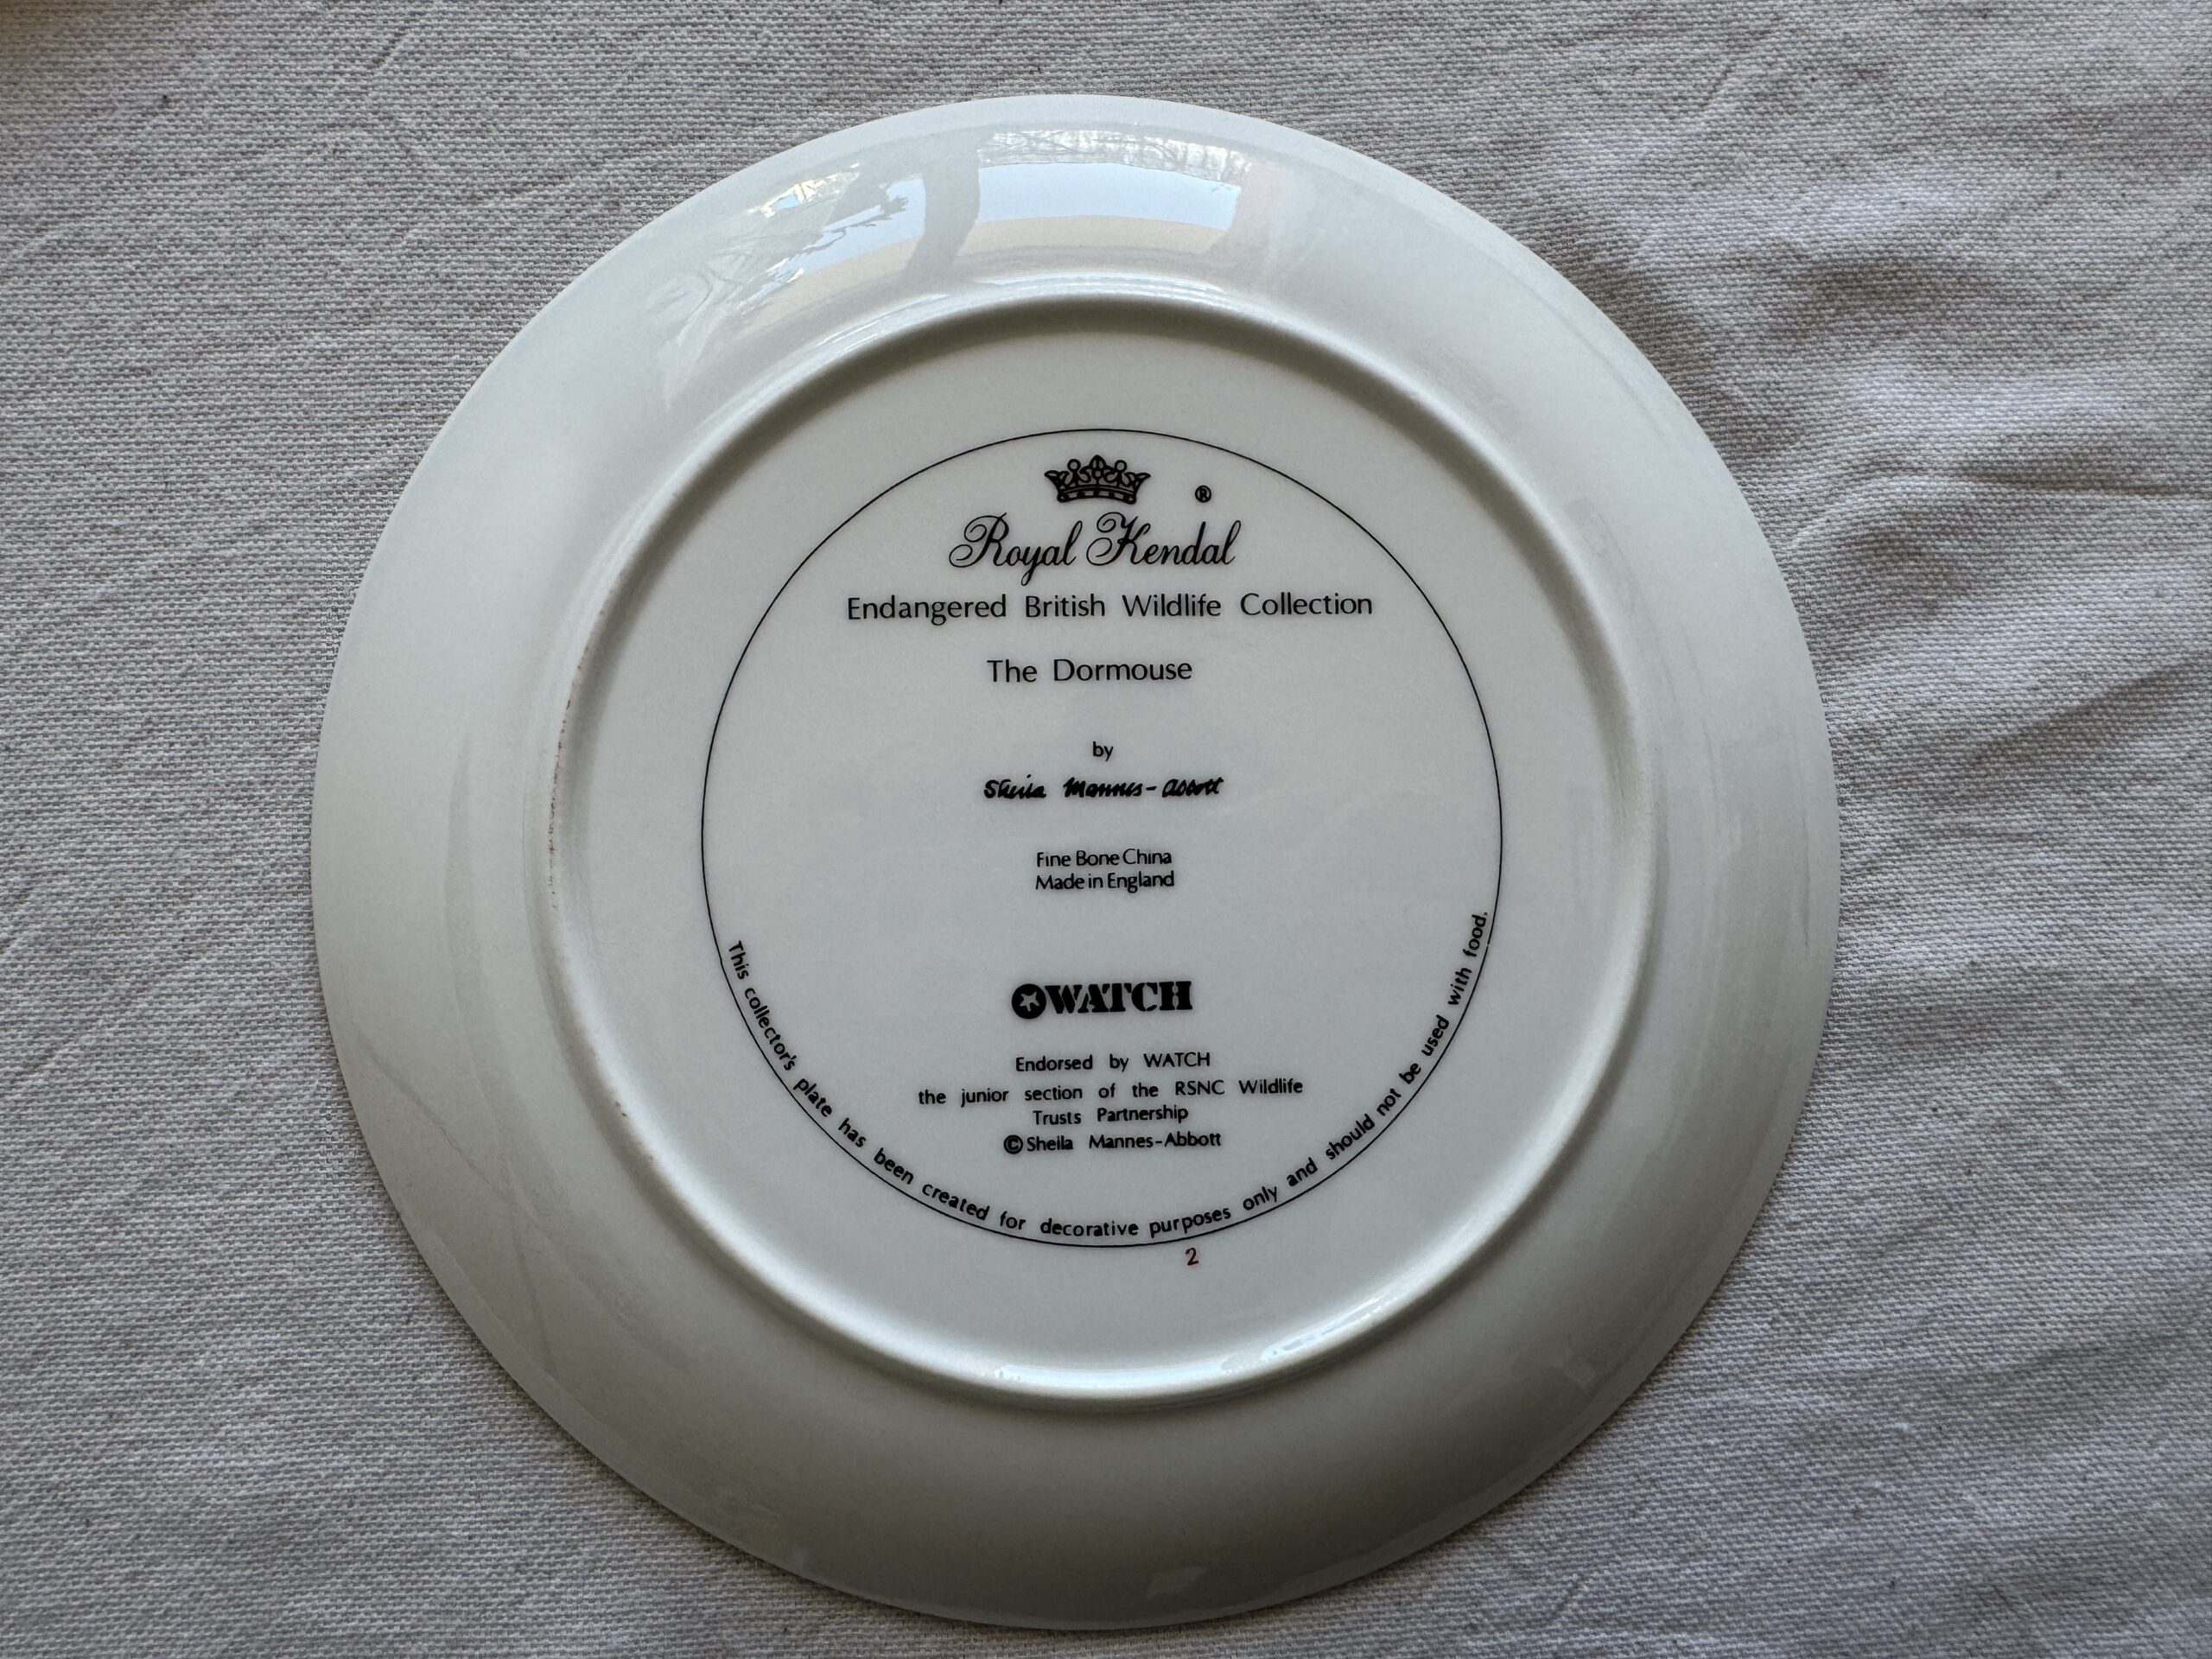 ®
Royal Kendal
Endangered British Wildlife Collection
The Dormouse
by
Sheila Mannes-Abbott
Fine Bone China
Made in England
WATCH
Endorsed by WATCH
the junior section of the RSNC Wildlife
Trusts Partnership
© Sheila Mannes-Abbott
This collector's plate has been created for decorative purposes only and should not be used with food.
2